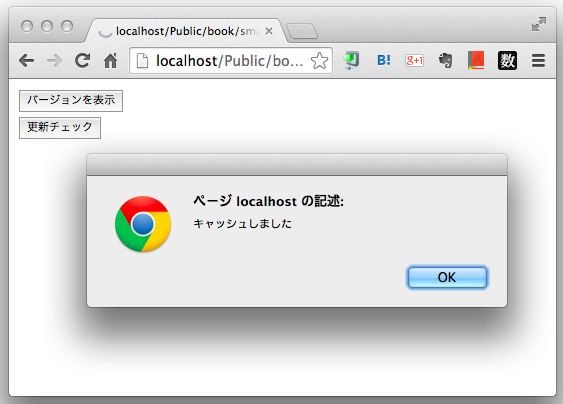 localhost/Public/book/sma
localhost/Public/bo...
B!
g+1
数
バージョンを表示
更新チェック
ページ localhost の記述:
キャッシュしました
OK